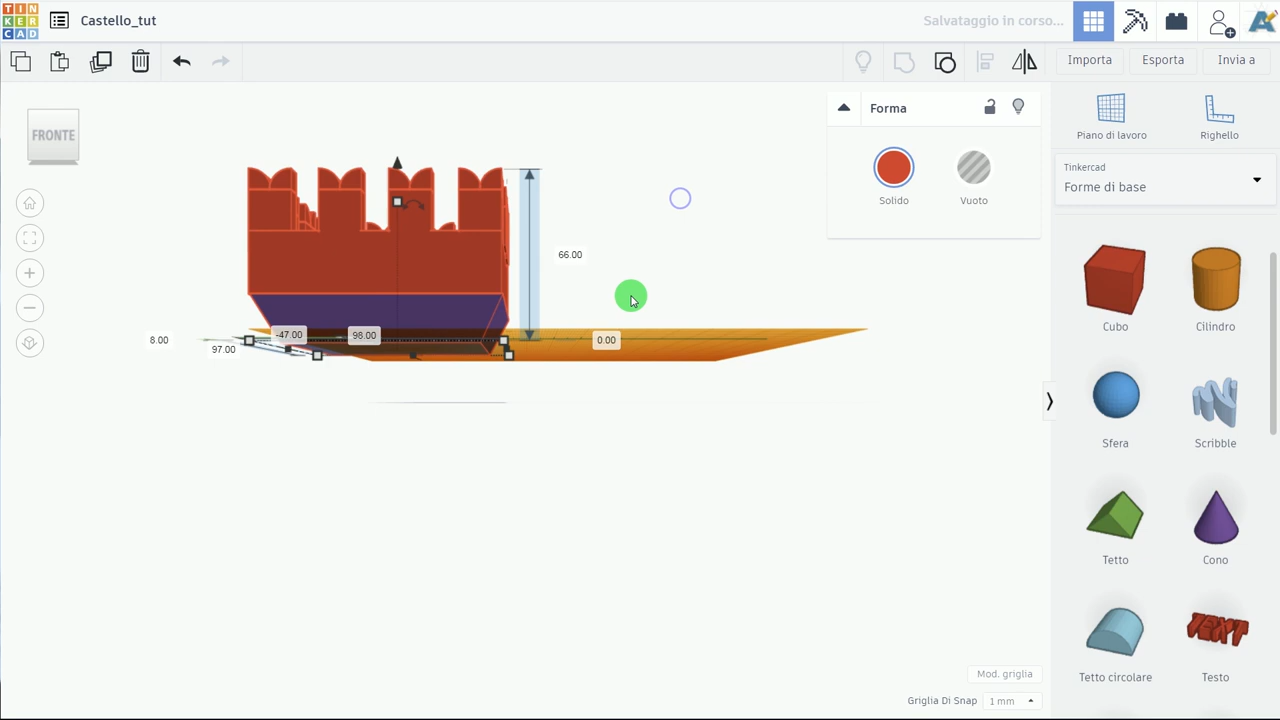 TIN
KER
CAD
Castello_tut
Salvataggio in corso...
Importa
Esporta
Invia a
FRONTE
Forma
Solido
Vuoto
Piano di lavoro
Righello
Tinkercad
Forme di base
66.00
8.00
97.00
-47.00
98.00
0.00
Cubo
Cilindro
Sfera
Scribble
Tetto
Cono
TEXT
Tetto circolare
Testo
Mod. griglia
Griglia Di Snap
1 mm